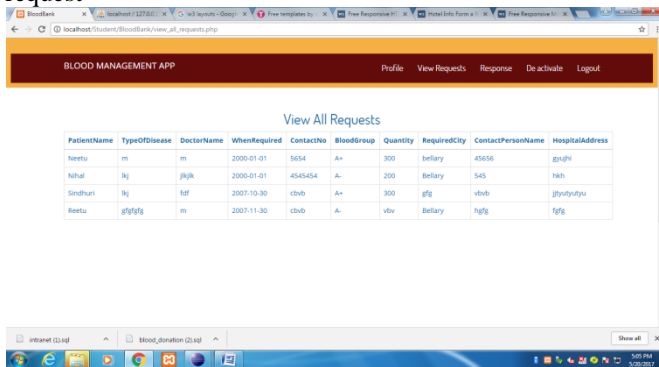 request
BloodBank
localhost / 127.0.0.
w3 layouts - Googl
Free templates by
Free Responsive H
Hotel Info Form a
Free Responsive M
localhost/Student/BloodBank/view_all_requests.php
BLOOD MANAGEMENT APP Profile View Requests Response De activate Logout
View All Requests
PatientName TypeOfDisease DoctorName WhenRequired ContactNo BloodGroup Quantity RequiredCity ContactPersonName HospitalAddress
Neetu m m 2000-01-01 5654 A+ 300 bellary 45656 gyujhi
Nihal lkj jlkjlk 2000-01-01 4545454 A- 200 Bellary 545 hkh
Sindhuri lkj fdf 2007-10-30 cbvb A+ 300 gfg vbvb jjtyutyutyu
Reetu gfgfgfg m 2007-11-30 cbvb A- vbv Bellary hgfg fgfg
intranet (1).sql blood_donation (2).sql Show all
5:05 PM
5/20/2017